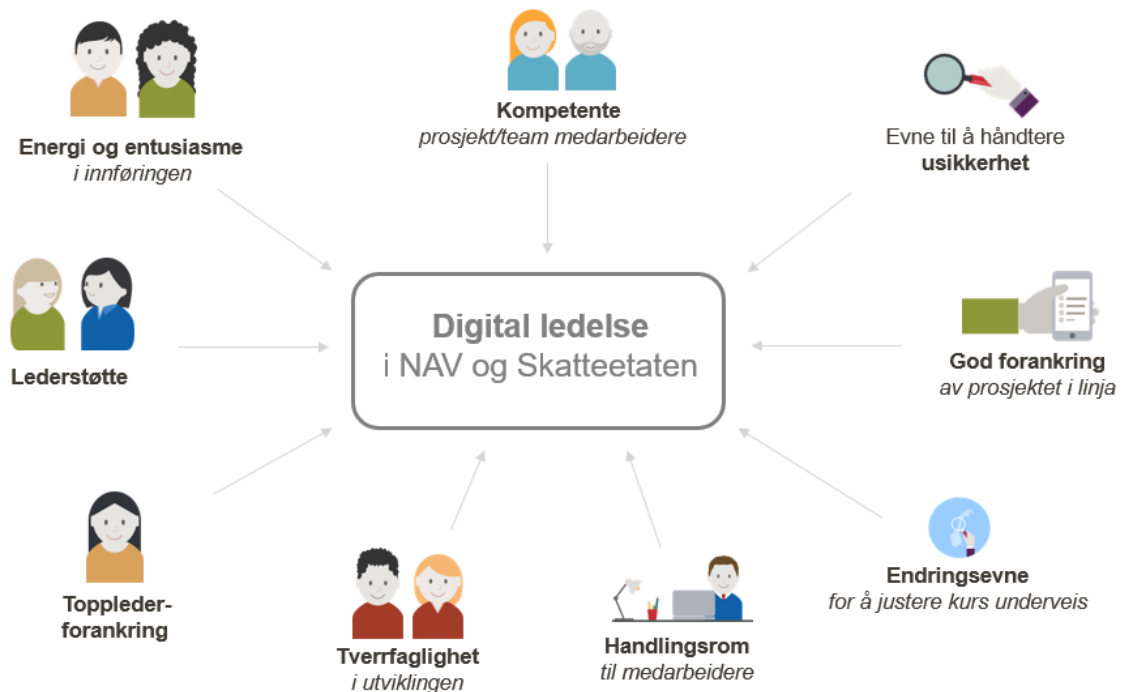 Energi og entusiasme
i innføringen
Kompetente
prosjekt/team medarbeidere
Evne til å håndtere
usikkerhet
Lederstøtte
Digital ledelse
i NAV og Skatteetaten
God forankring
av prosjektet i linja
Toppleder-
forankring
Tverrfaglighet
i utviklingen
Handlingsrom
til medarbeidere
Endringsevne
for å justere kurs underveis